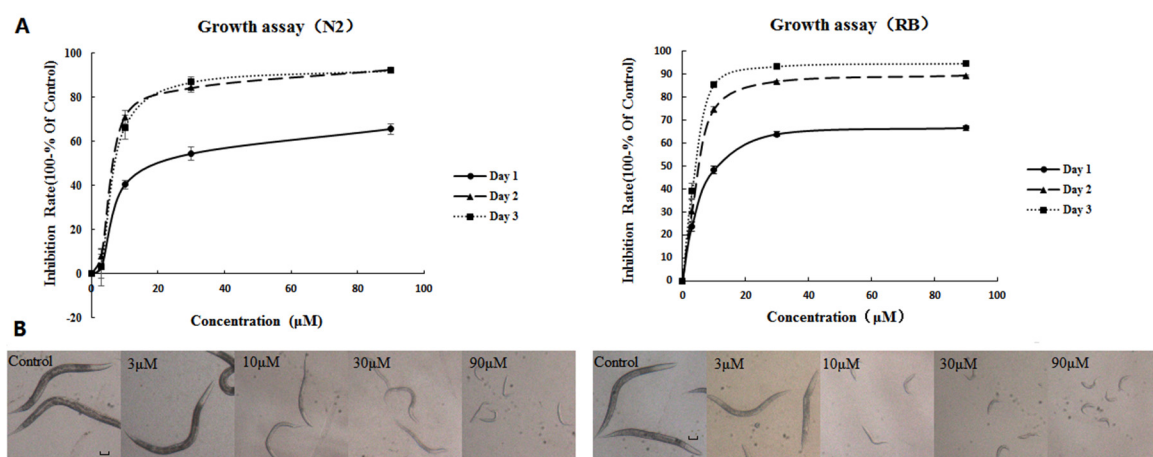 A
Growth assay（N2）
Inhibition Rate(100-% Of Control)
100
80
60
40
20
0
-20
0
20
40
60
80
100
Concentration (μM)
Day 1
Day 2
Day 3
Growth assay（RB）
Inhibition Rate(100-% Of Control)
100
90
80
70
60
50
40
30
20
10
0
0
20
40
60
80
100
Concentration（μM）
Day 1
Day 2
Day 3
B
Control
3μM
10μM
30μM
90μM
Control
3μM
10μM
30μM
90μM